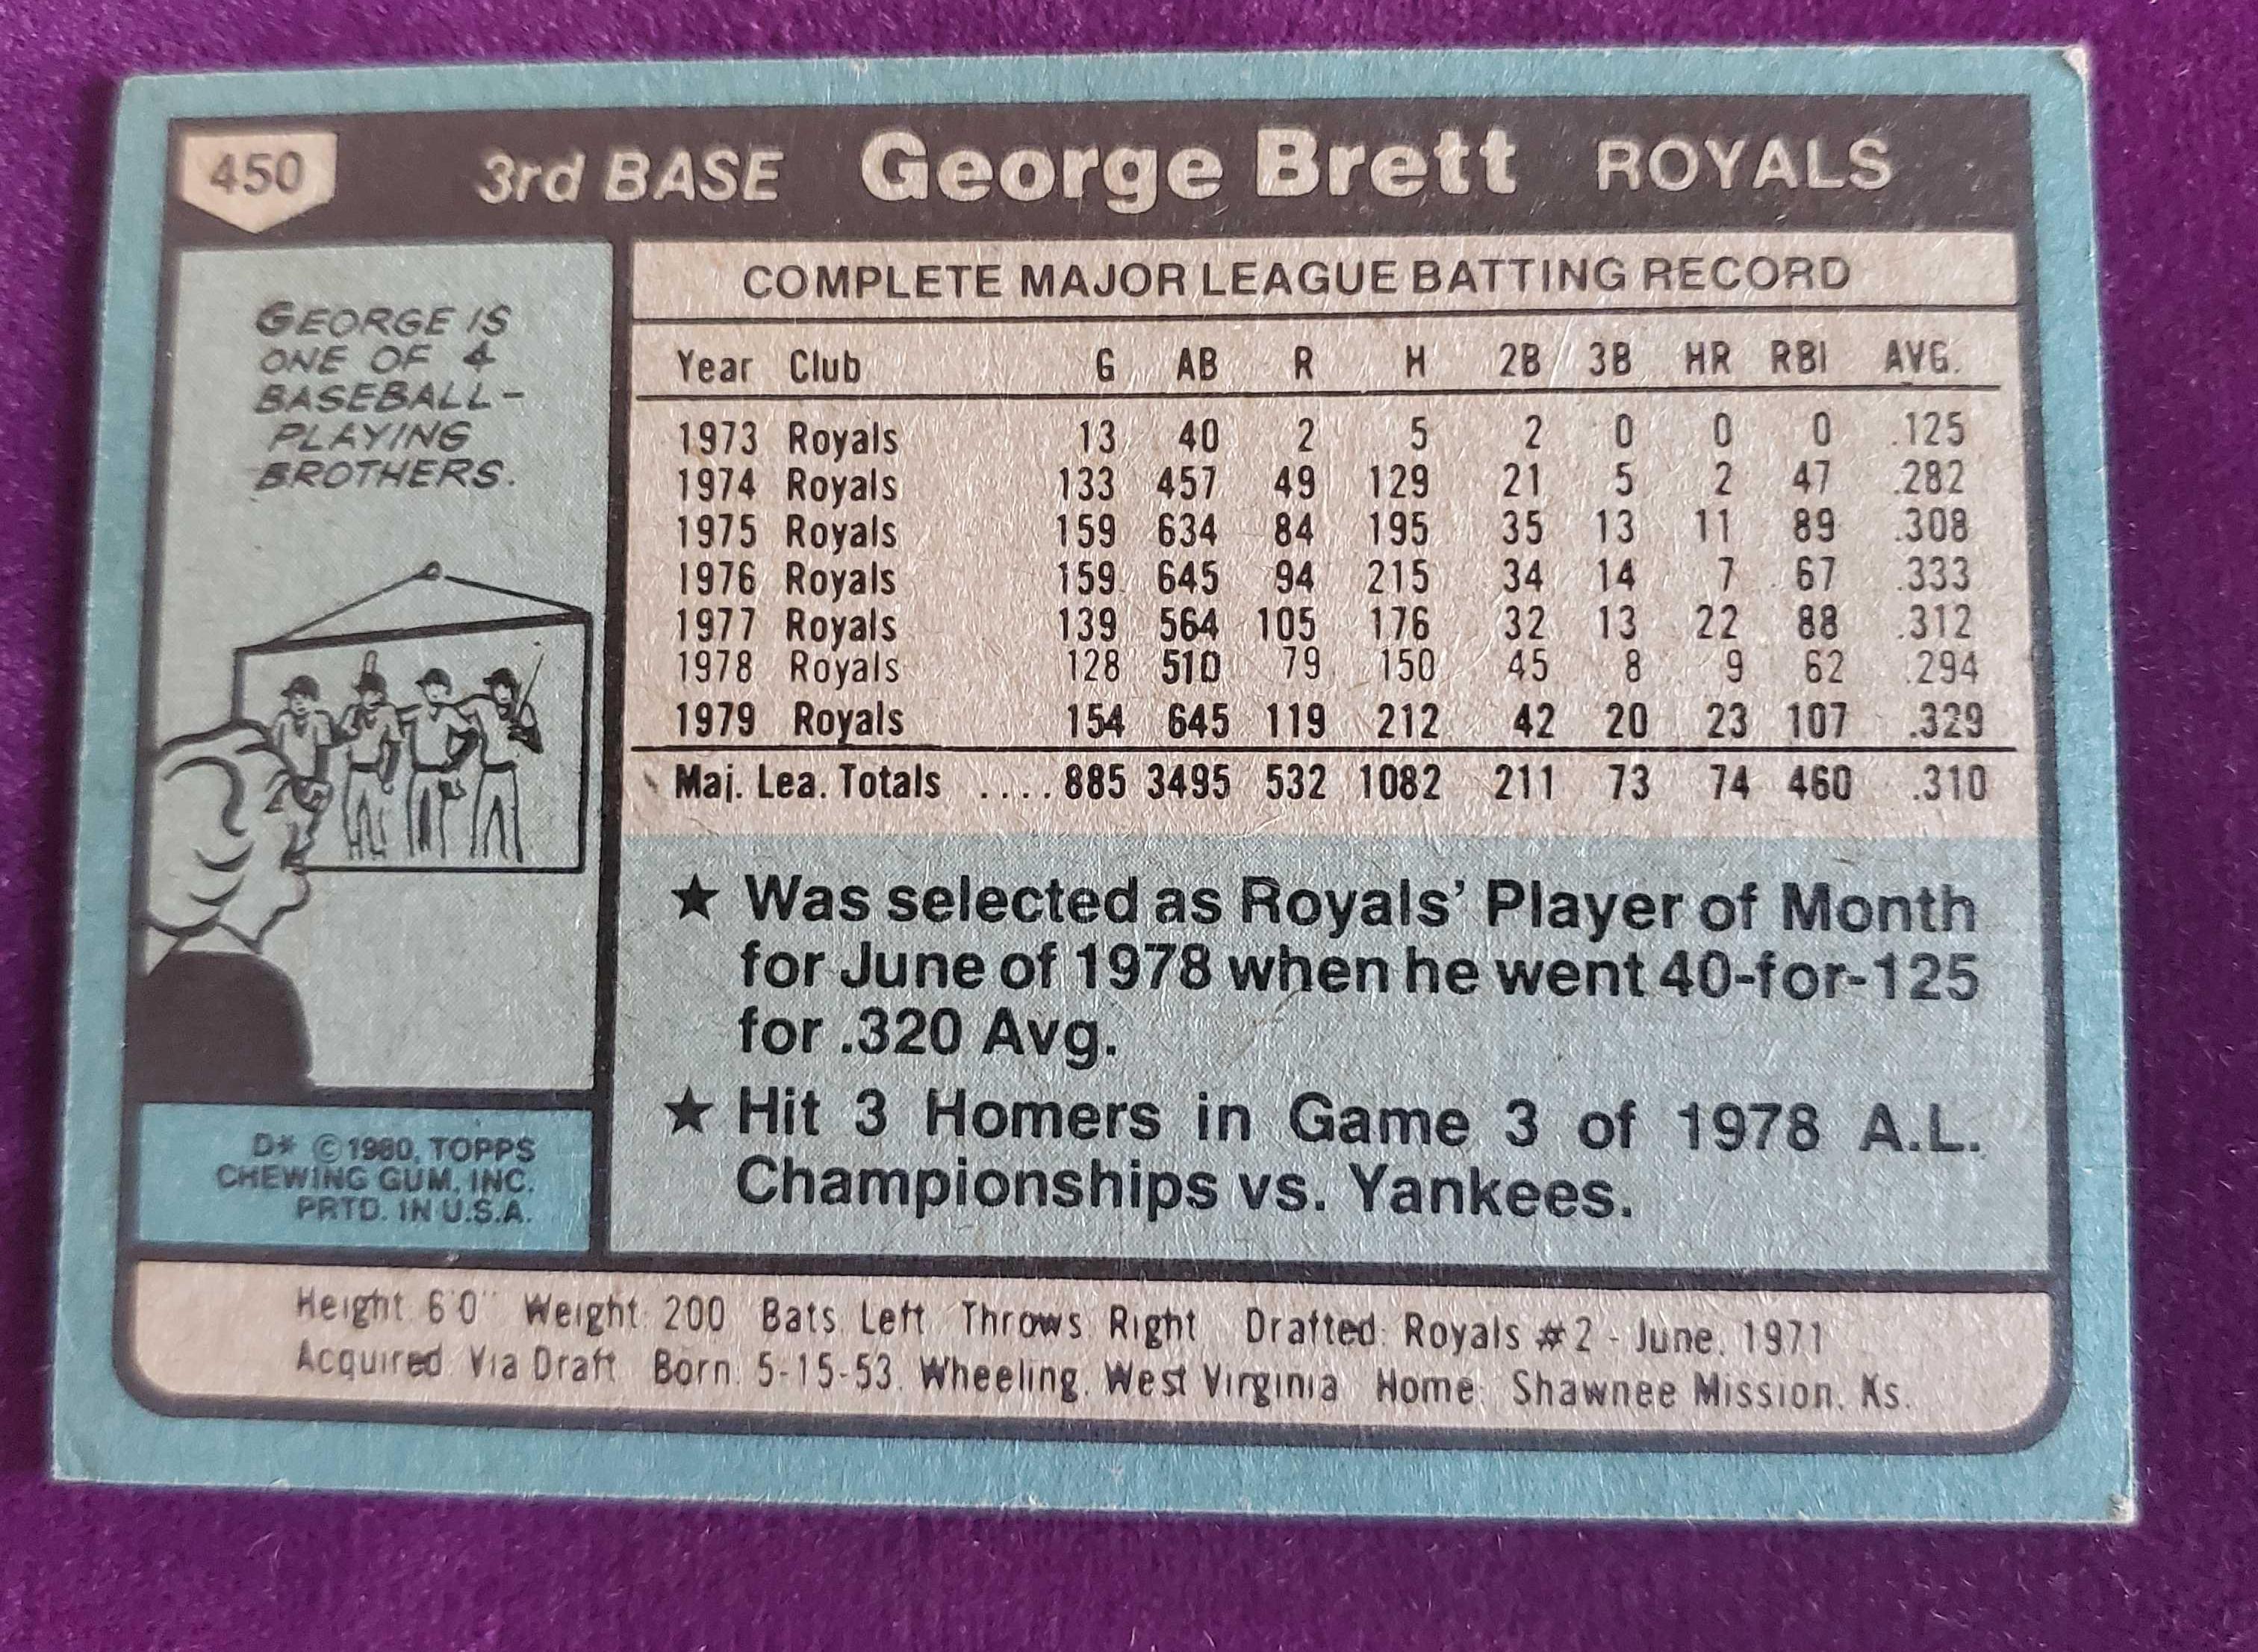 450 3rd BASE George Brett ROYALS
GEORGE IS
ONE OF 4
BASEBALL-
PLAYING
BROTHERS.
COMPLETE MAJOR LEAGUE BATTING RECORD
Year Club G AB R H 2B 3B HR RBI AVG.
1973 Royals 13 40 2 5 2 0 0 0 .125
1974 Royals 133 457 49 129 21 5 2 47 .282
1975 Royals 159 634 84 195 35 13 11 89 .308
1976 Royals 159 645 94 215 34 14 7 67 .333
1977 Royals 139 564 105 176 32 13 22 88 .312
1978 Royals 128 510 79 150 45 8 9 62 .294
1979 Royals 154 645 119 212 42 20 23 107 .329
Maj. Lea. Totals .... 885 3495 532 1082 211 73 74 460 .310
★ Was selected as Royals' Player of Month
for June of 1978 when he went 40-for-125
for .320 Avg.
★ Hit 3 Homers in Game 3 of 1978 A.L.
Championships vs. Yankees.
D* © 1980, TOPPS
CHEWING GUM, INC.
PRTD. IN U.S.A.
Height: 6'0" Weight: 200 Bats: Left Throws Right Drafted: Royals #2 - June, 1971
Acquired: Via Draft Born: 5-15-53, Wheeling, West Virginia Home: Shawnee Mission, Ks.